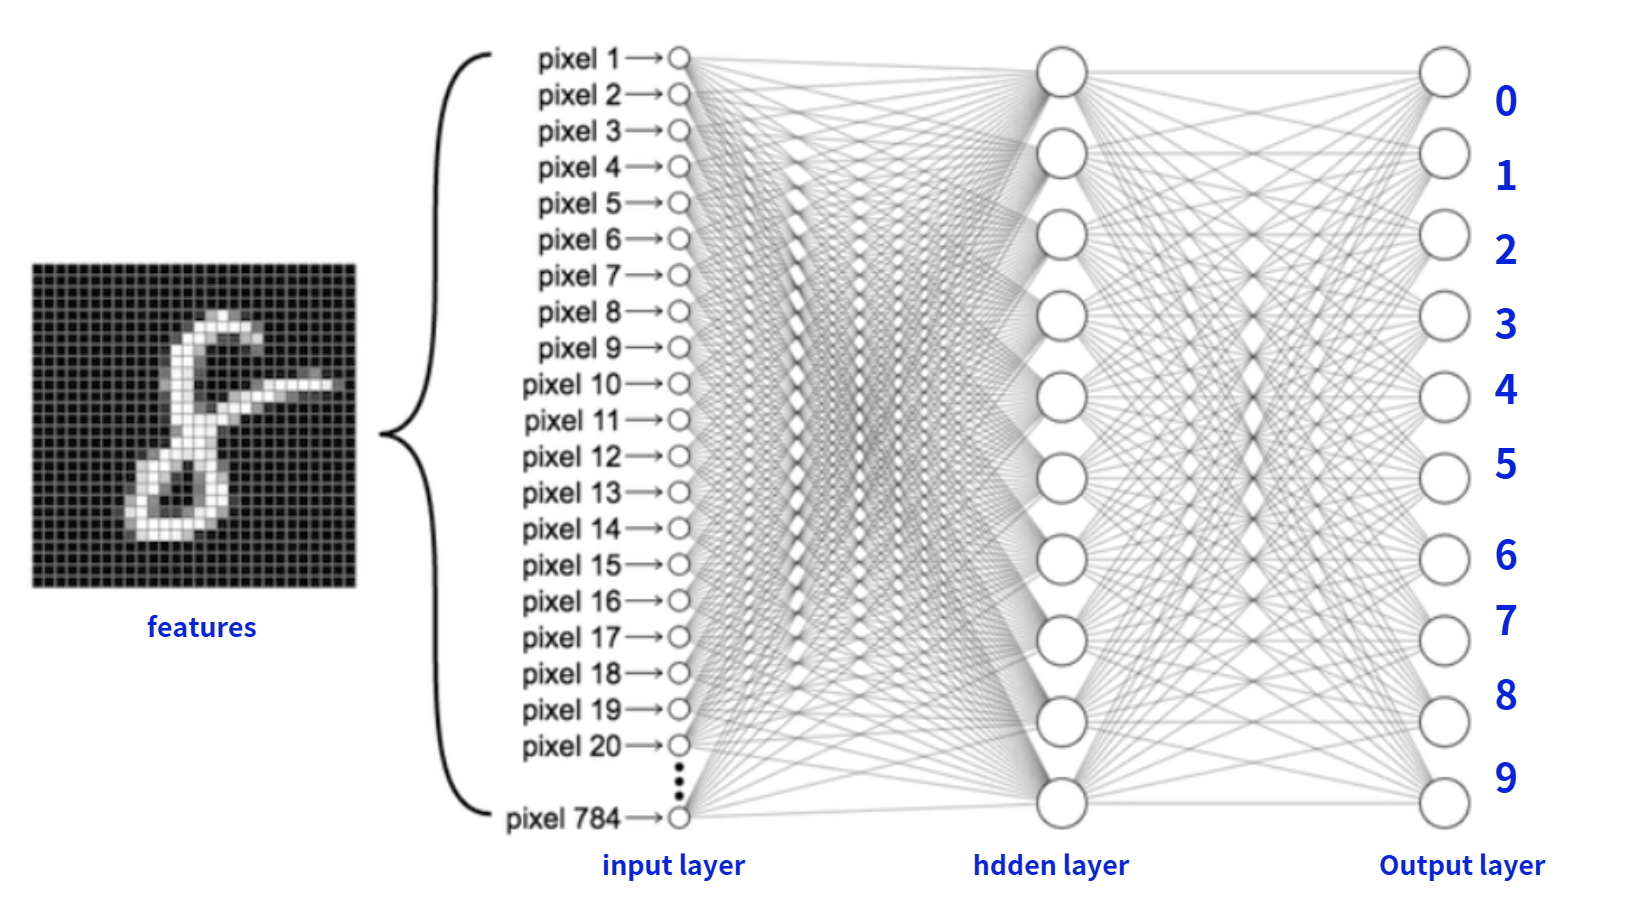 pixel 1
pixel 2
pixel 3
pixel 4
pixel 5
pixel 6
pixel 7
pixel 8
pixel 9
pixel 10
pixel 11
pixel 12
pixel 13
pixel 14
pixel 15
pixel 16
pixel 17
pixel 18
pixel 19
pixel 20
pixel 784
0
1
2
3
4
5
6
7
8
9
features
input layer
hdden layer
Output layer